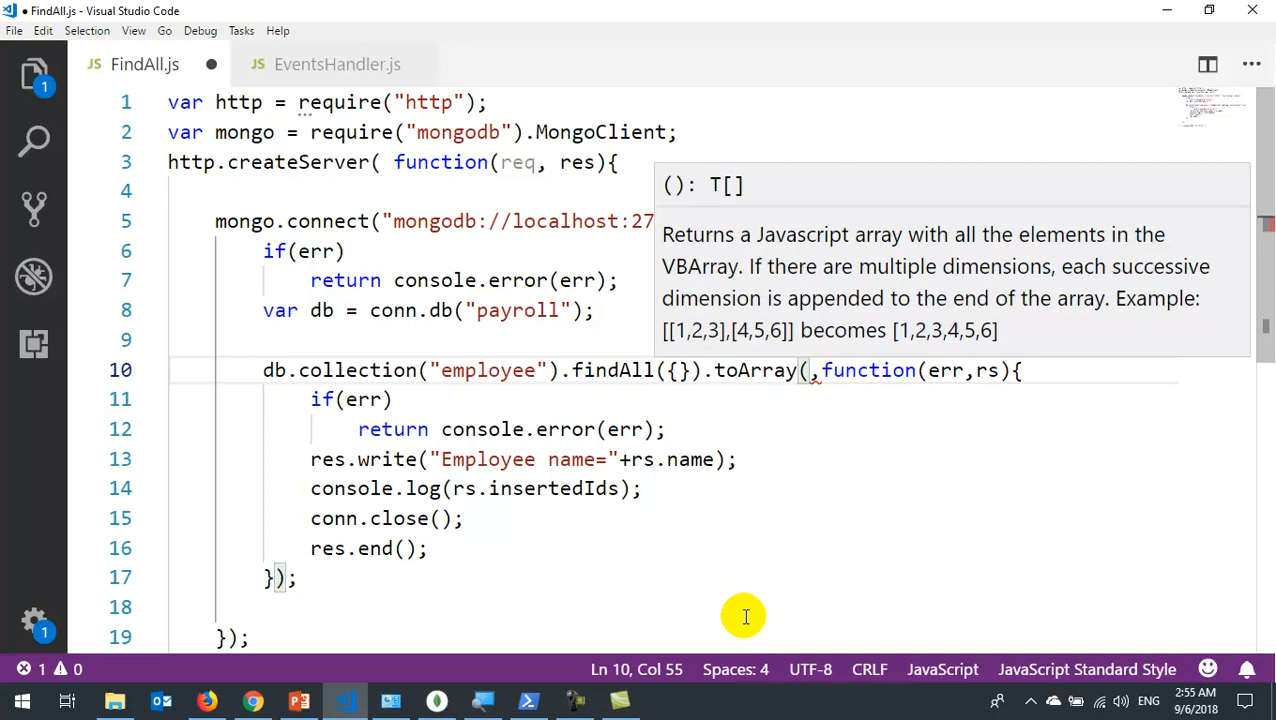 FindAll.js - Visual Studio Code
File Edit Selection View Go Debug Tasks Help
JS FindAll.js ● JS EventsHandler.js
1 var http = require("http");
2 var mongo = require("mongodb").MongoClient;
3 http.createServer( function(req, res){
4
5 mongo.connect("mongodb://localhost:27
6 if(err)
7 return console.error(err);
8 var db = conn.db("payroll");
9
10 db.collection("employee").findAll({}).toArray(,function(err,rs){
11 if(err)
12 return console.error(err);
13 res.write("Employee name="+rs.name);
14 console.log(rs.insertedIds);
15 conn.close();
16 res.end();
17 });
18
19 });
(): T[]
Returns a Javascript array with all the elements in the
VBArray. If there are multiple dimensions, each successive
dimension is appended to the end of the array. Example:
[[1,2,3],[4,5,6]] becomes [1,2,3,4,5,6]
1
1
1
1 0 Ln 10, Col 55 Spaces: 4 UTF-8 CRLF JavaScript JavaScript Standard Style
ENG
2:55 AM
9/6/2018